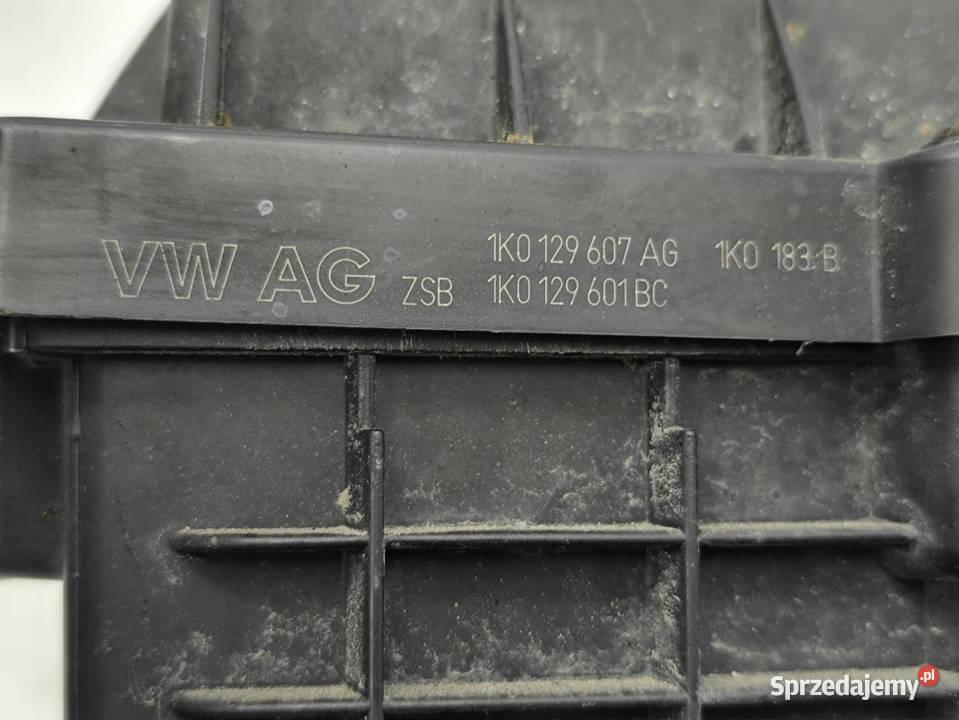 VW AG ZSB
1K0 129 607 AG 1K0 183. B
1K0 129 601 BC
Sprzedajemy.pl